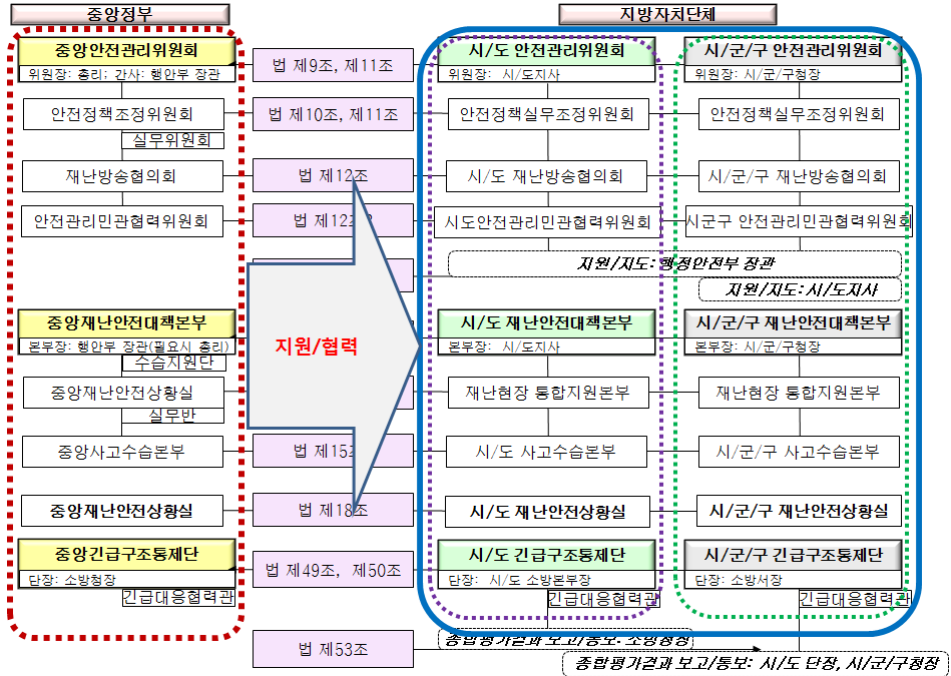 중앙정부
지방자치단체
중앙안전관리위원회
위원장: 총리; 간사: 행안부 장관
법 제9조, 제11조
시/도 안전관리위원회
위원장: 시/도지사
시/군/구 안전관리위원회
위원장: 시/군/구청장
안전정책조정위원회
실무위원회
법 제10조, 제11조
안전정책실무조정위원회
안전정책실무조정위원회
재난방송협의회
법 제12조
시/도 재난방송협의회
시/군/구 재난방송협의회
안전관리민관협력위원회
법 제12조
시도안전관리민관협력위원회
시군구 안전관리민관협력위원회
지원/지도: 행정안전부 장관
지원/지도: 시/도지사
중앙재난안전대책본부
본부장: 행안부 장관(필요시 총리)
수습지원단
지원/협력
시/도 재난안전대책본부
본부장: 시/도지사
시/군/구 재난안전대책본부
본부장: 시/군/구청장
중앙재난안전상황실
실무반
재난현장 통합지원본부
재난현장 통합지원본부
중앙사고수습본부
법 제15
시/도 사고수습본부
시/군/구 사고수습본부
중앙재난안전상황실
법 제18조
시/도 재난안전상황실
시/군/구 재난안전상황실
중앙긴급구조통제단
단장: 소방청장
긴급대응협력관
법 제49조, 제50조
시/도 긴급구조통제단
단장: 시/도 소방본부장
긴급대응협력관
시/군/구 긴급구조통제단
단장: 소방서장
긴급대응협력관
법 제53조
종합평가결과 보고/통보: 소방청장
종합평가결과 보고/통보: 시/도 단장, 시/군/구청장